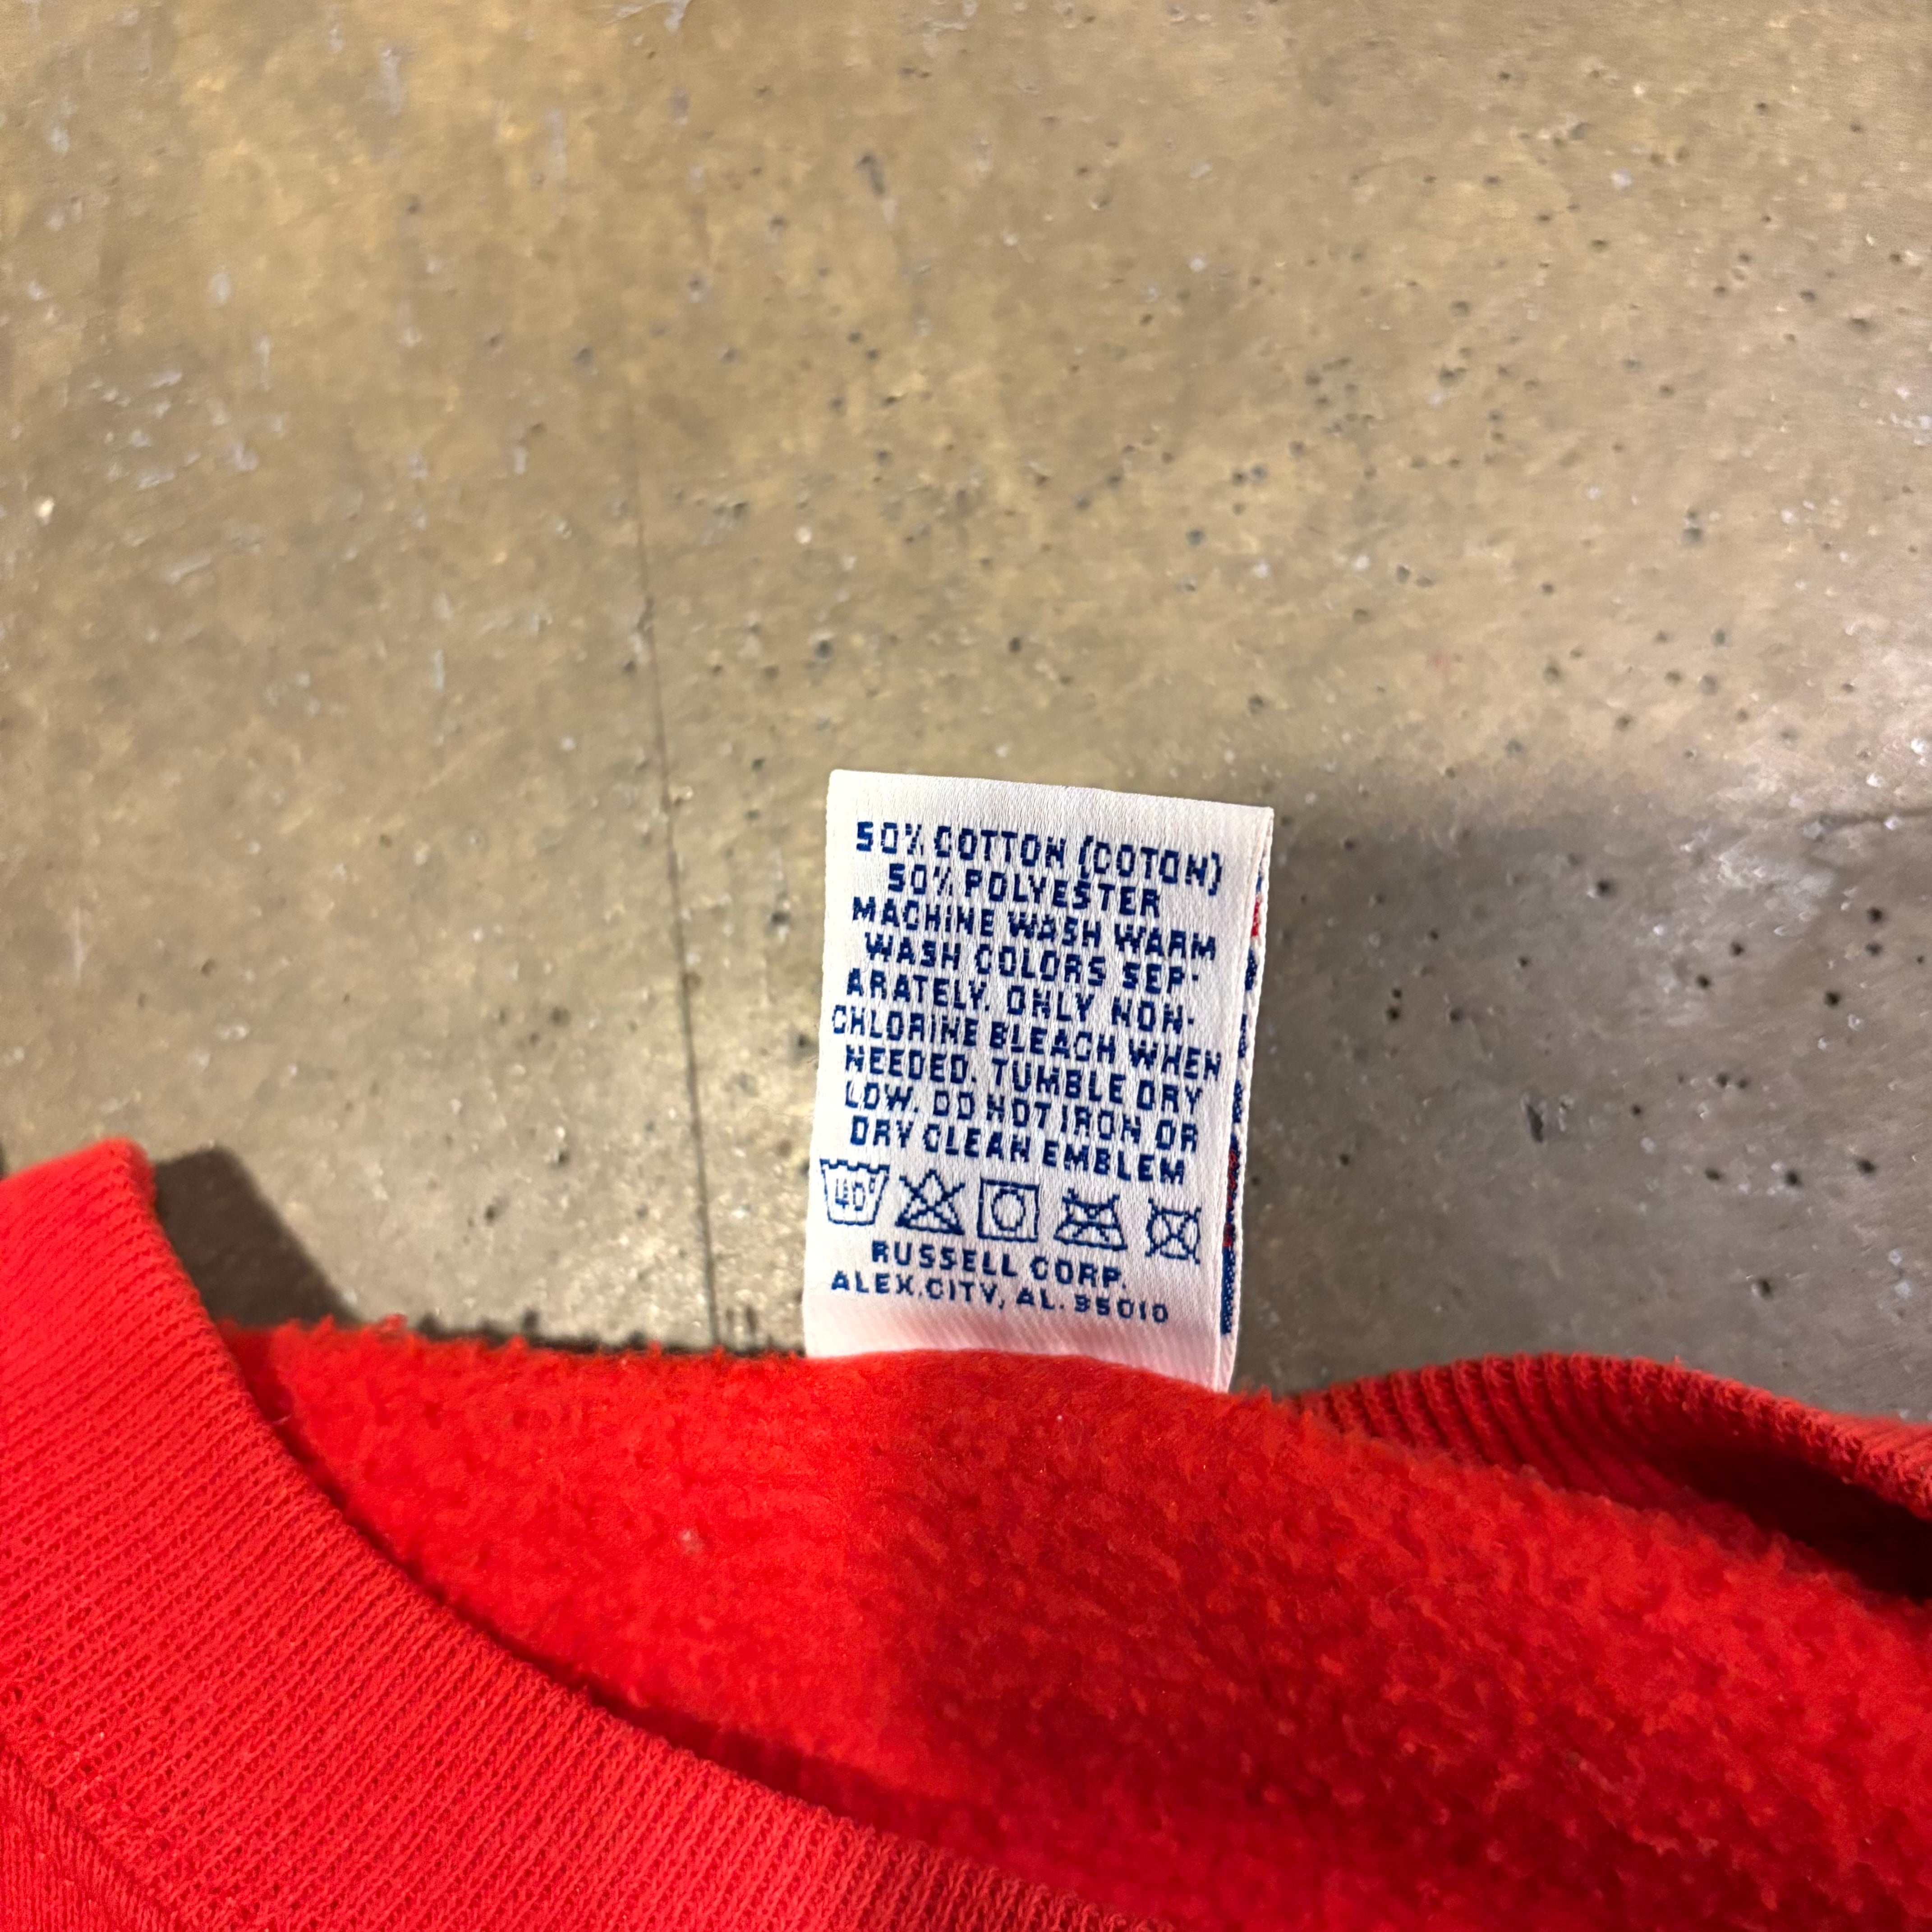 50% COTTON (COTON)
50% POLYESTER
MACHINE WASH WARM
WASH COLORS SEP-
ARATELY. ONLY NON-
CHLORINE BLEACH WHEN
NEEDED. TUMBLE DRY
LOW. DO NOT IRON OR
DRY CLEAN EMBLEM
40°
RUSSELL CORP.
ALEX.CITY, AL. 35010